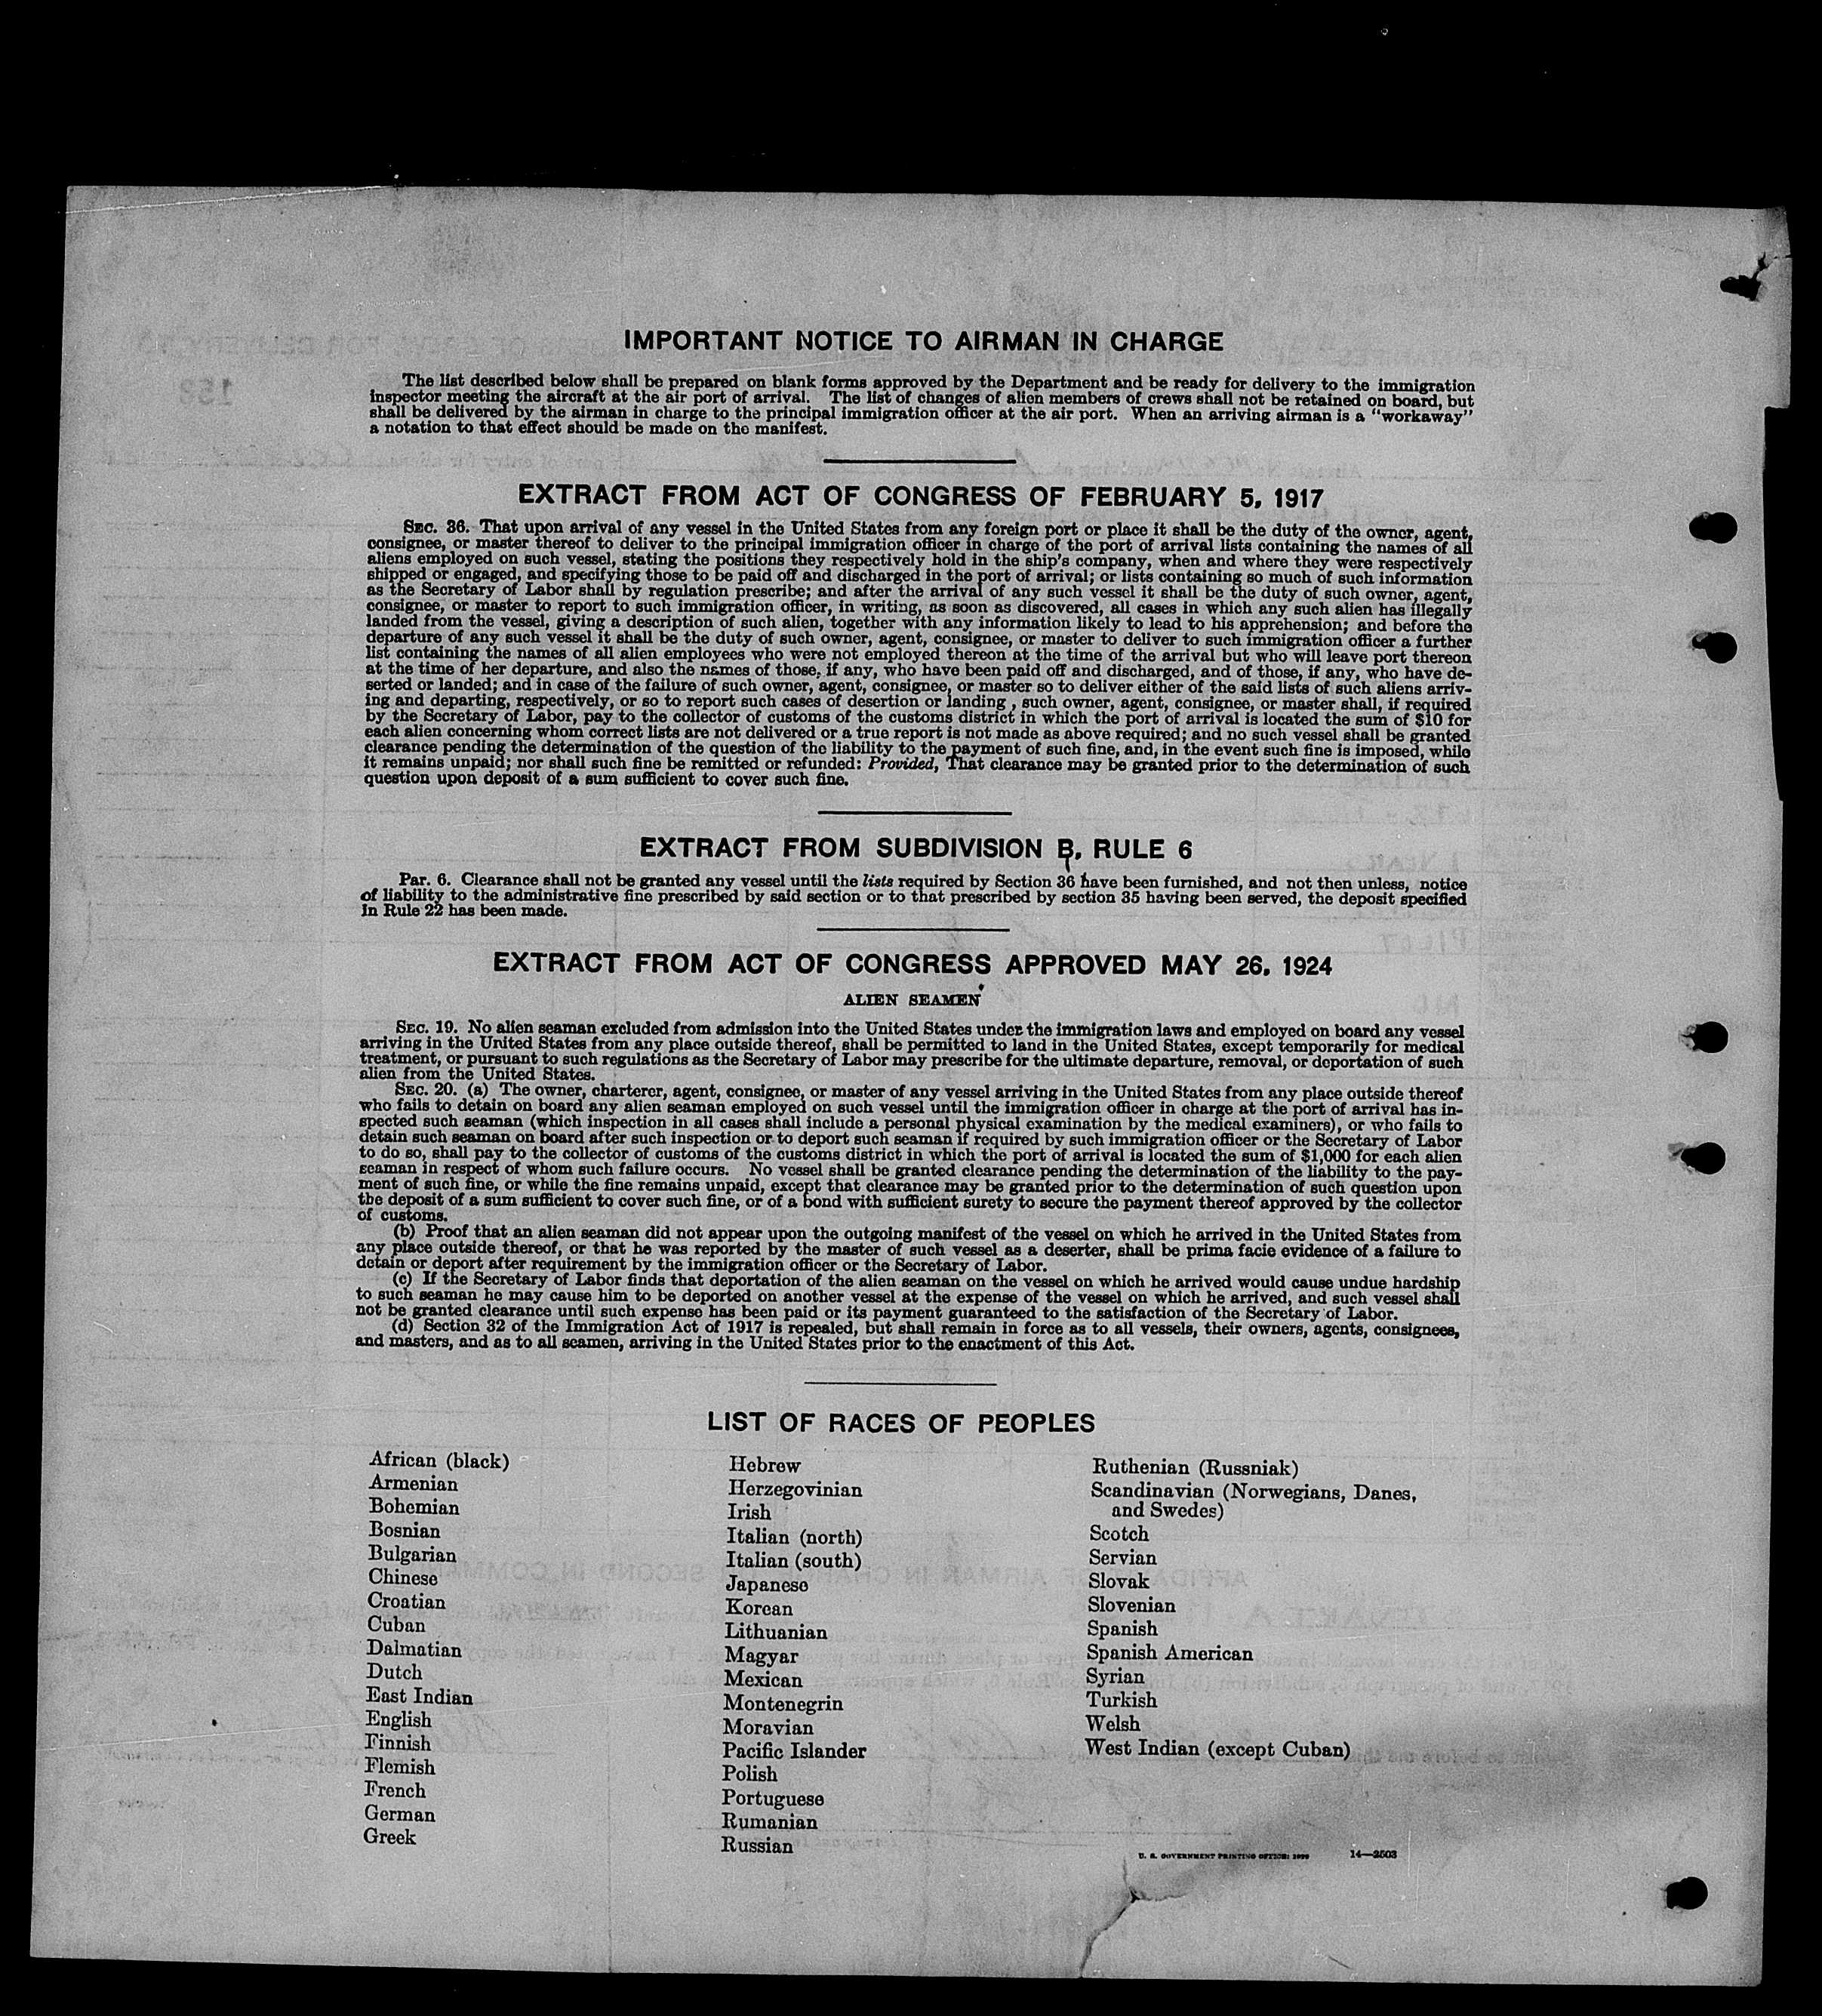 IMPORTANT NOTICE TO AIRMAN IN CHARGE
The list described below shall be prepared on blank forms approved by the Department and be ready for delivery to the immigration
inspector meeting the aircraft at the air port of arrival. The list of changes of alien members of crews shall not be retained on board, but
shall be delivered by the airman in charge to the principal immigration officer at the air port. When an arriving airman is a "workaway"
a notation to that effect should be made on the manifest.
EXTRACT FROM ACT OF CONGRESS OF FEBRUARY 5, 1917
SEC. 36. That upon arrival of any vessel in the United States from any foreign port or place it shall be the duty of the owner, agent,
consignee, or master thereof to deliver to the principal immigration officer in charge of the port of arrival lists containing the names of all
aliens employed on such vessel, stating the positions they respectively hold in the ship's company, when and where they were respectively
shipped or engaged, and specifying those to be paid off and discharged in the port of arrival; or lists containing so much of such information
as the Secretary of Labor shall by regulation prescribe; and after the arrival of any such vessel it shall be the duty of such owner, agent,
consignee, or master to report to such immigration officer, in writing, as soon as discovered, all cases in which any such alien has illegally
landed from the vessel, giving a description of such alien, together with any information likely to lead to his apprehension; and before the
departure of any such vessel it shall be the duty of such owner, agent, consignee, or master to deliver to such immigration officer a further
list containing the names of all alien employees who were not employed thereon at the time of the arrival but who will leave port thereon
at the time of her departure, and also the names of those, if any, who have been paid off and discharged, and of those, if any, who have de-
serted or landed; and in case of the failure of such owner, agent, consignee, or master so to deliver either of the said lists of such aliens arriv-
ing and departing, respectively, or so to report such cases of desertion or landing , such owner, agent, consignee, or master shall, if required
by the Secretary of Labor, pay to the collector of customs of the customs district in which the port of arrival is located the sum of $10 for
each alien concerning whom correct lists are not delivered or a true report is not made as above required; and no such vessel shall be granted
clearance pending the determination of the question of the liability to the payment of such fine, and, in the event such fine is imposed, while
it remains unpaid; nor shall such fine be remitted or refunded: Provided, That clearance may be granted prior to the determination of such
question upon deposit of a sum sufficient to cover such fine.
EXTRACT FROM SUBDIVISION B, RULE 6
Par. 6. Clearance shall not be granted any vessel until the lists required by Section 36 have been furnished, and not then unless, notice
of liability to the administrative fine prescribed by said section or to that prescribed by section 35 having been served, the deposit specified
in Rule 22 has been made.
EXTRACT FROM ACT OF CONGRESS APPROVED MAY 26, 1924
ALIEN SEAMEN
SEC. 19. No alien seaman excluded from admission into the United States under the immigration laws and employed on board any vessel
arriving in the United States from any place outside thereof, shall be permitted to land in the United States, except temporarily for medical
treatment, or pursuant to such regulations as the Secretary of Labor may prescribe for the ultimate departure, removal, or deportation of such
alien from the United States.
SEC. 20. (a) The owner, charterer, agent, consignee, or master of any vessel arriving in the United States from any place outside thereof
who fails to detain on board any alien seaman employed on such vessel until the immigration officer in charge at the port of arrival has in-
spected such seaman (which inspection in all cases shall include a personal physical examination by the medical examiners), or who fails to
detain such seaman on board after such inspection or to deport such seaman if required by such immigration officer or the Secretary of Labor
to do so, shall pay to the collector of customs of the customs district in which the port of arrival is located the sum of $1,000 for each alien
seaman in respect of whom such failure occurs. No vessel shall be granted clearance pending the determination of the liability to the pay-
ment of such fine, or while the fine remains unpaid, except that clearance may be granted prior to the determination of such question upon
the deposit of a sum sufficient to cover such fine, or of a bond with sufficient surety to secure the payment thereof approved by the collector
of customs.
(b) Proof that an alien seaman did not appear upon the outgoing manifest of the vessel on which he arrived in the United States from
any place outside thereof, or that he was reported by the master of such vessel as a deserter, shall be prima facie evidence of a failure to
detain or deport after requirement by the immigration officer or the Secretary of Labor.
(c) If the Secretary of Labor finds that deportation of the alien seaman on the vessel on which he arrived would cause undue hardship
to such seaman he may cause him to be deported on another vessel at the expense of the vessel on which he arrived, and such vessel shall
not be granted clearance until such expense has been paid or its payment guaranteed to the satisfaction of the Secretary of Labor.
(d) Section 32 of the Immigration Act of 1917 is repealed, but shall remain in force as to all vessels, their owners, agents, consignees,
and masters, and as to all seamen, arriving in the United States prior to the enactment of this Act.
LIST OF RACES OF PEOPLES
African (black)
Armenian
Bohemian
Bosnian
Bulgarian
Chinese
Croatian
Cuban
Dalmatian
Dutch
East Indian
English
Finnish
Flemish
French
German
Greek
Hebrew
Herzegovinian
Irish
Italian (north)
Italian (south)
Japanese
Korean
Lithuanian
Magyar
Mexican
Montenegrin
Moravian
Pacific Islander
Polish
Portuguese
Rumanian
Russian
Ruthenian (Russniak)
Scandinavian (Norwegians, Danes,
and Swedes)
Scotch
Servian
Slovak
Slovenian
Spanish
Spanish American
Syrian
Turkish
Welsh
West Indian (except Cuban)
U. S. GOVERNMENT PRINTING OFFICE:
14—2503